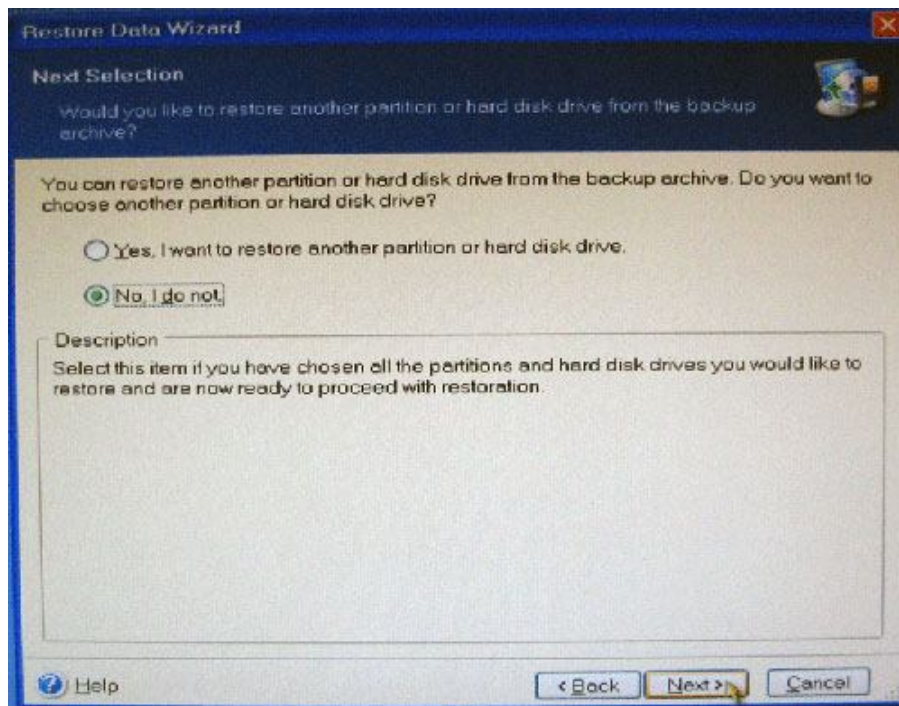 Restore Data Wizard
Next Selection
Would you like to restore another partition or hard disk drive from the backup
archive?
You can restore another partition or hard disk drive from the backup archive. Do you want to
choose another partition or hard disk drive?
Yes, I want to restore another partition or hard disk drive.
No, I do not.
Description
Select this item if you have chosen all the partitions and hard disk drives you would like to
restore and are now ready to proceed with restoration.
Help
< Back
Next >
Cancel